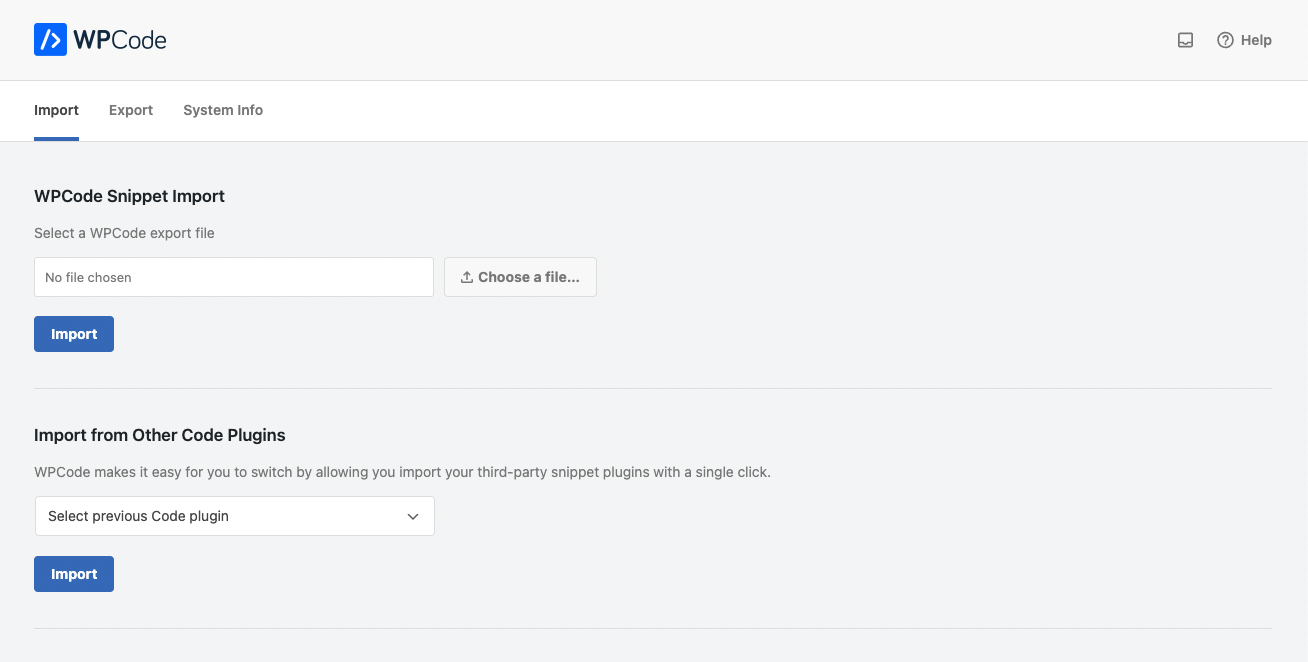 WPCode
Help
Import Export System Info
WPCode Snippet Import
Select a WPCode export file
No file chosen
Choose a file...
Import
Import from Other Code Plugins
WPCode makes it easy for you to switch by allowing you import your third-party snippet plugins with a single click.
Select previous Code plugin
Import